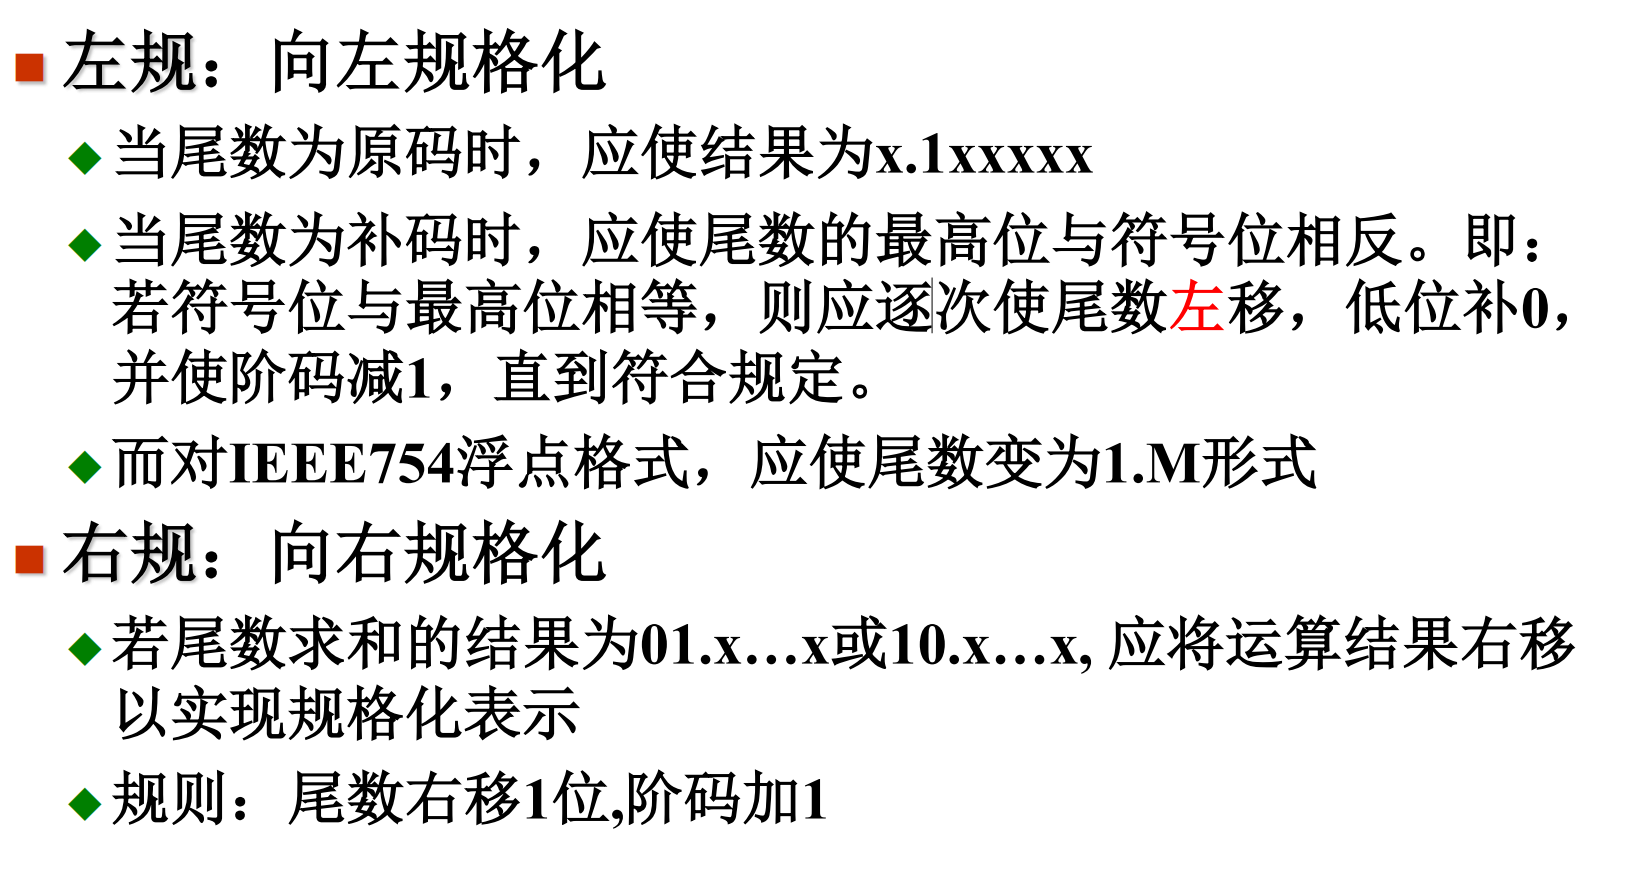 左规：向左规格化
当尾数为原码时，应使结果为x.1xxxxx
当尾数为补码时，应使尾数的最高位与符号位相反。即：
若符号位与最高位相等，则应逐次使尾数左移，低位补0，
并使阶码减1，直到符合规定。
而对IEEE754浮点格式，应使尾数变为1.M形式
右规：向右规格化
若尾数求和的结果为01.x…x或10.x…x, 应将运算结果右移
以实现规格化表示
规则：尾数右移1位,阶码加1